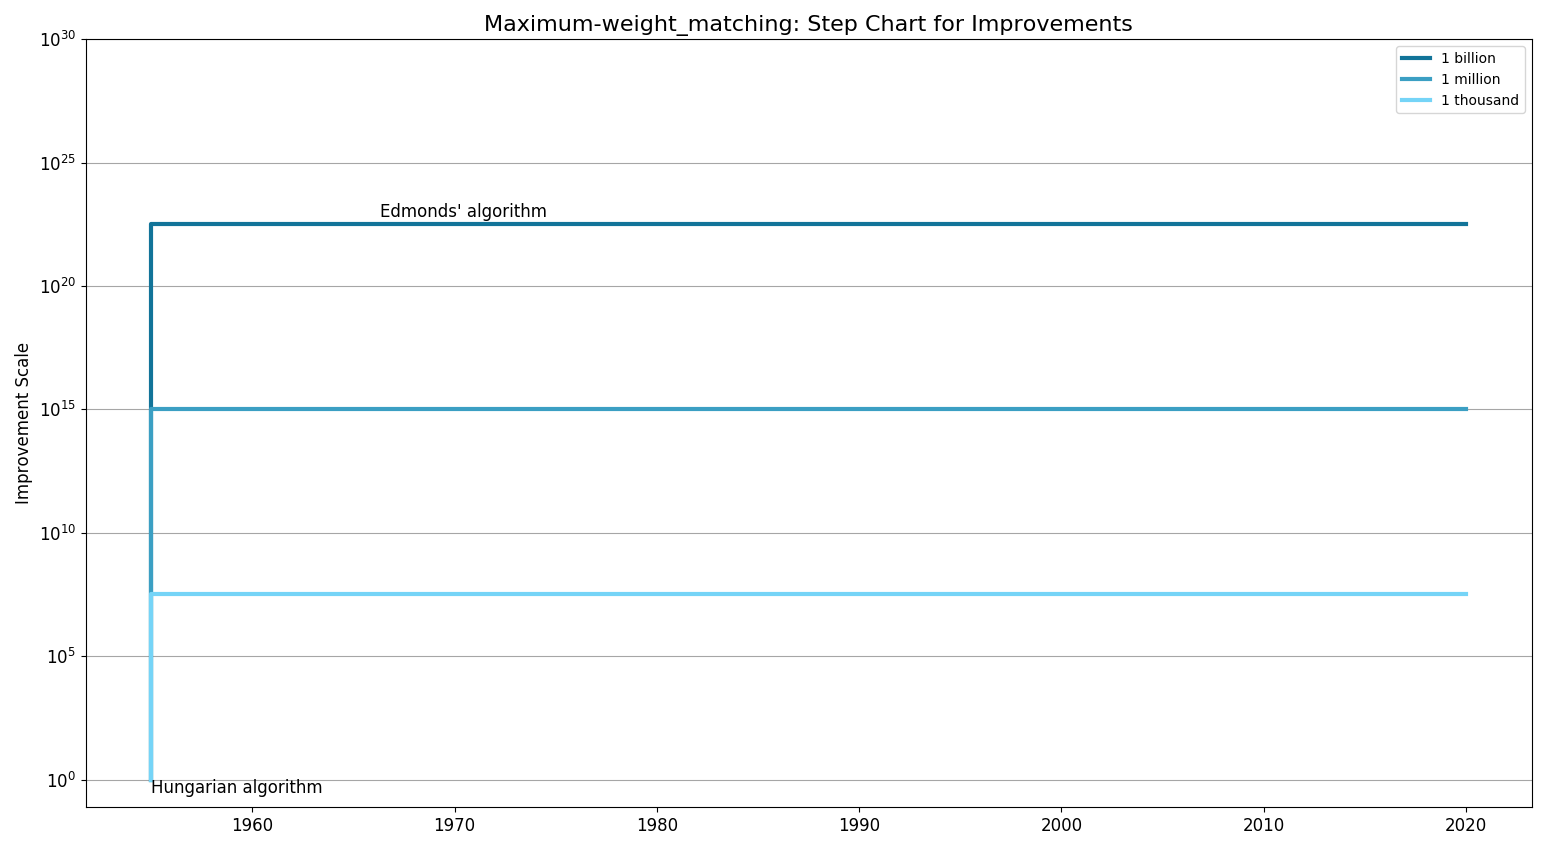 Maximum-weight_matching: Step Chart for Improvements
10^30
1 billion
1 million
1 thousand
10^25
Edmonds' algorithm
10^20
Improvement Scale
10^15
10^10
10^5
10^0
Hungarian algorithm
1960 1970 1980 1990 2000 2010 2020